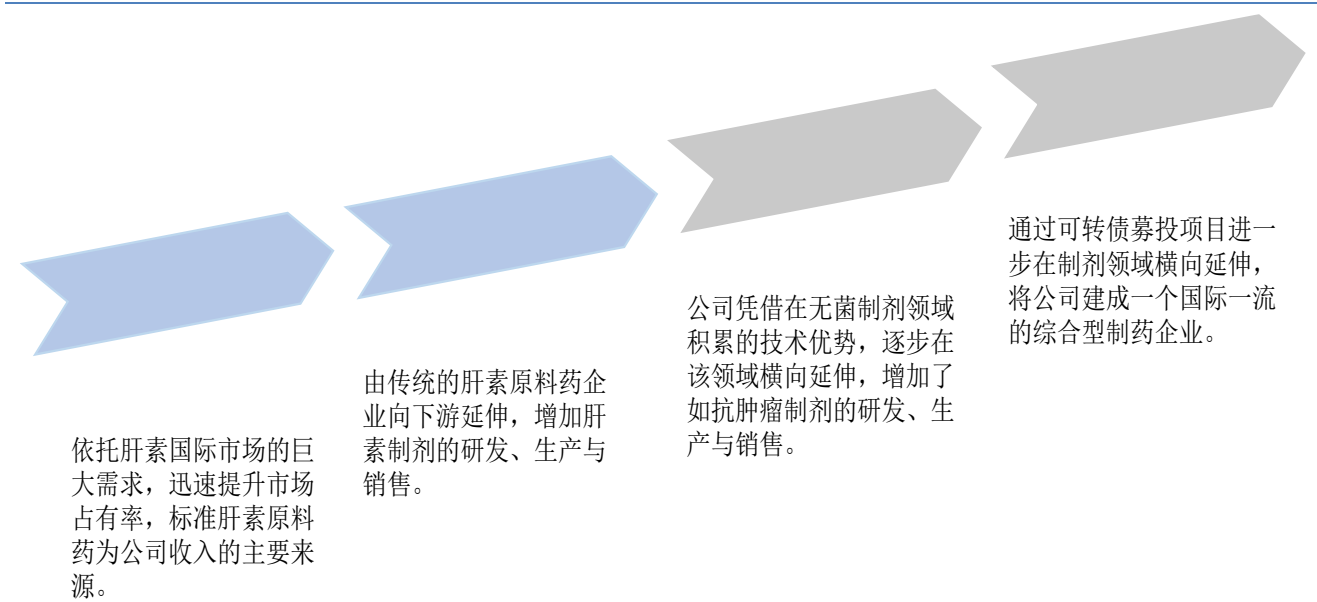 依托肝素国际市场的巨
大需求，迅速提升市场
占有率，标准肝素原料
药为公司收入的主要来
源。
由传统的肝素原料药企
业向下游延伸，增加肝
素制剂的研发、生产与
销售。
公司凭借在无菌制剂领域
积累的技术优势，逐步在
该领域横向延伸，增加了
如抗肿瘤制剂的研发、生
产与销售。
通过可转债募投项目进一
步在制剂领域横向延伸，
将公司建成一个国际一流
的综合型制药企业。